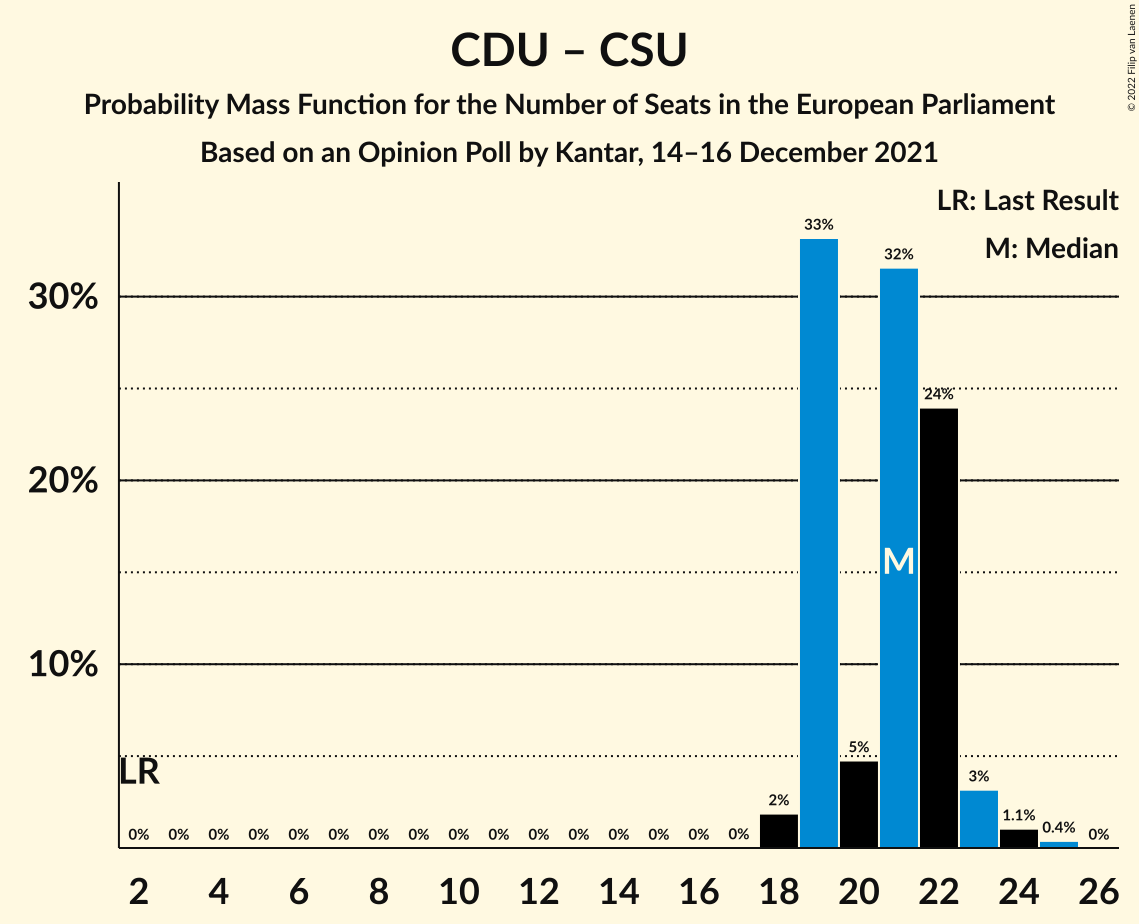 CDU – CSU
Probability Mass Function for the Number of Seats in the European Parliament
Based on an Opinion Poll by Kantar, 14–16 December 2021
© 2022 Filip van Laenen
LR: Last Result
M: Median
33%
32%
30%
24%
20%
M
10%
5%
LR
3%
2%
1.1%
0.4%
0% 0% 0% 0% 0% 0% 0% 0% 0% 0% 0% 0% 0% 0% 0% 0% 0%
2 4 6 8 10 12 14 16 18 20 22 24 26